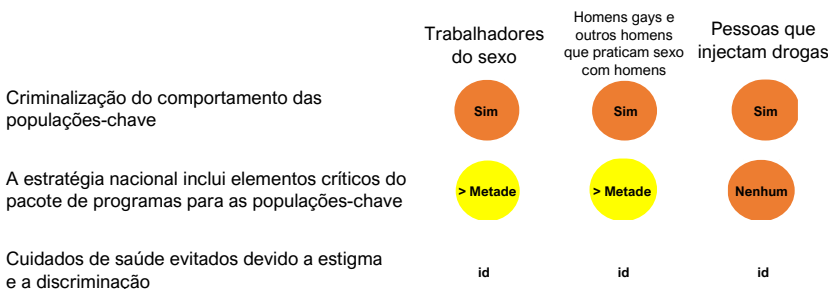 Trabalhadores
do sexo
Homens gays e
outros homens
que praticam sexo
com homens
Pessoas que
injectam drogas
Criminalização do comportamento das
populações-chave
Sim
Sim
Sim
A estratégia nacional inclui elementos críticos do
pacote de programas para as populações-chave
> Metade
> Metade
Nenhum
Cuidados de saúde evitados devido a estigma
e a discriminação
id
id
id